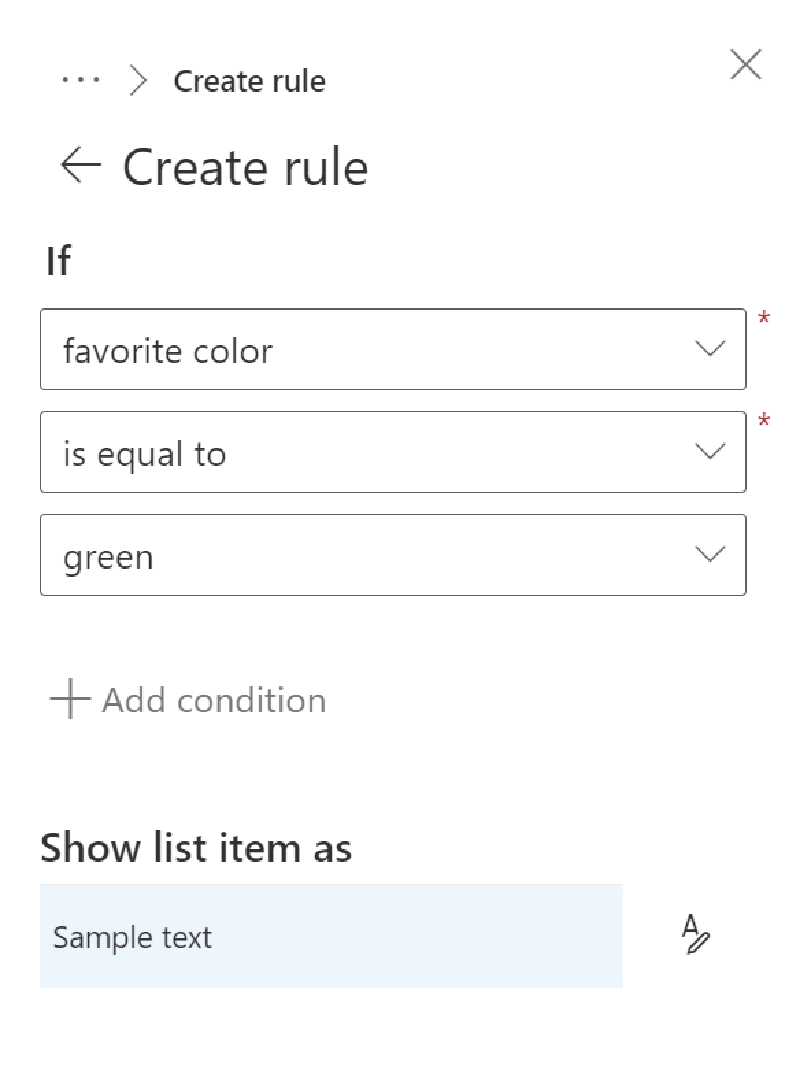 ... > Create rule
← Create rule
If
favorite color *
is equal to *
green
+ Add condition
Show list item as
Sample text